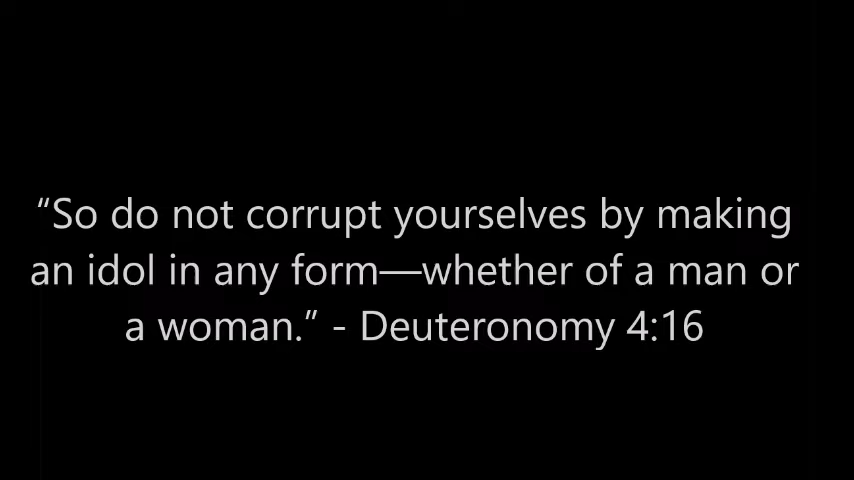 “So do not corrupt yourselves by making
an idol in any form—whether of a man or
a woman.” - Deuteronomy 4:16